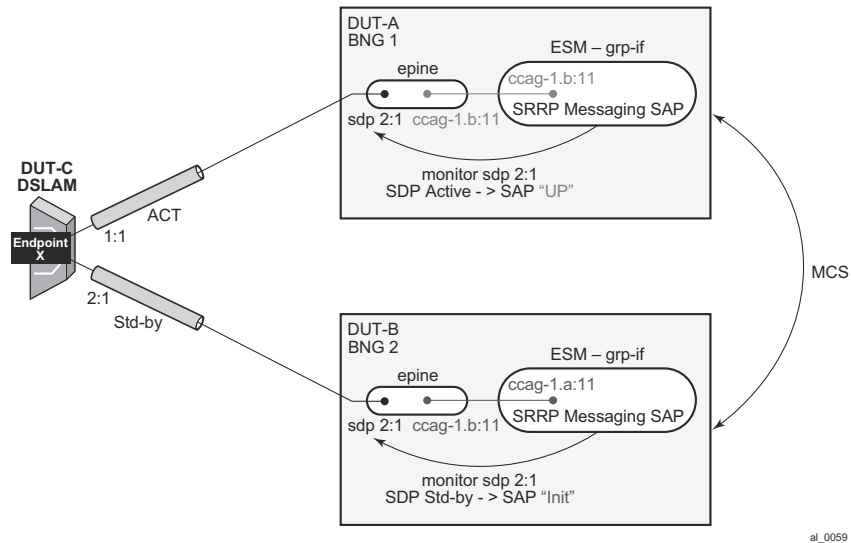 DUT-A
BNG 1
ESM – grp-if
epine
ccag-1.b:11
SRRP Messaging SAP
sdp 2:1 ccag-1.b:11
monitor sdp 2:1
SDP Active - > SAP “UP”
DUT-C
DSLAM
Endpoint
X
ACT
1:1
2:1
Std-by
MCS
DUT-B
BNG 2
ESM – grp-if
epine
ccag-1.a:11
SRRP Messaging SAP
sdp 2:1 ccag-1.b:11
monitor sdp 2:1
SDP Std-by - > SAP “Init”
al_0059